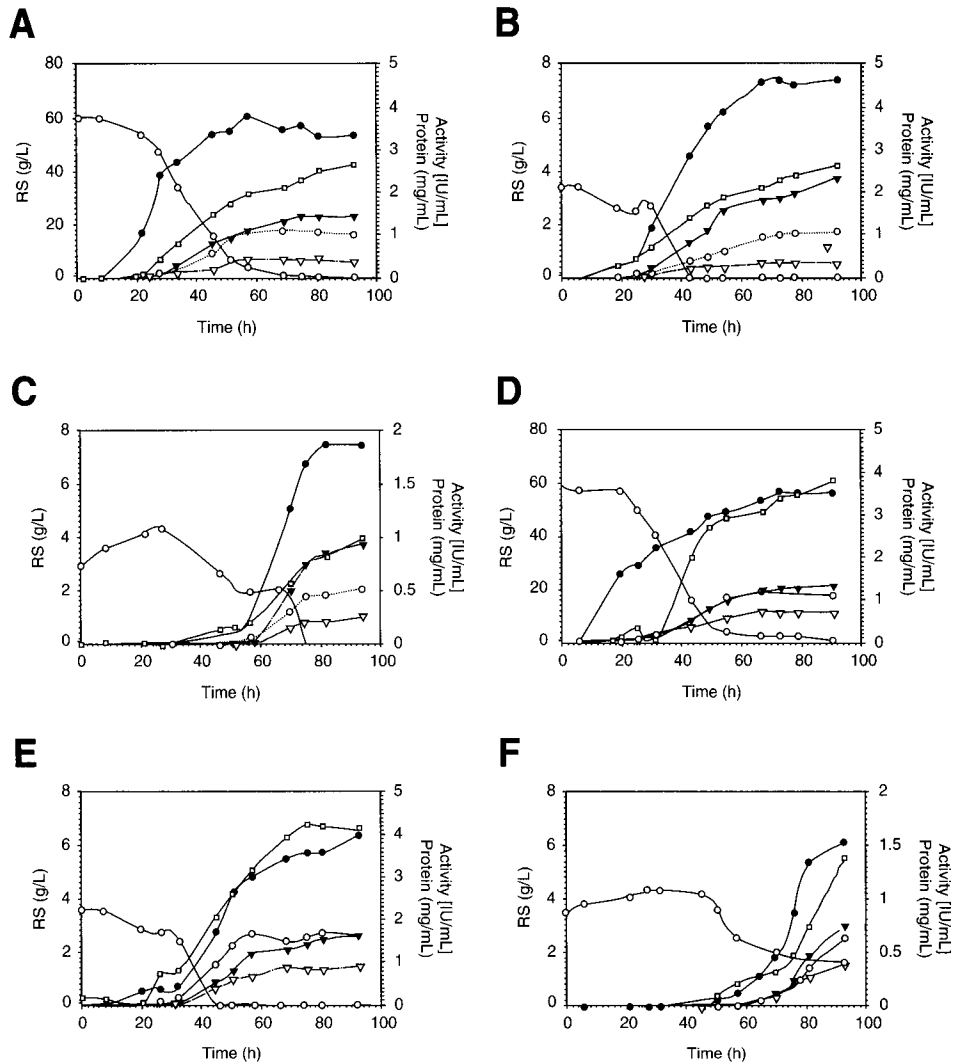 A
80
60
40
20
0
RS (g/L)
5
4
3
2
1
0
Activity [IU/mL]
Protein (mg/mL)
0 20 40 60 80 100
Time (h)
B
8
6
4
2
0
RS (g/L)
5
4
3
2
1
0
Activity [IU/mL]
Protein (mg/mL)
0 20 40 60 80 100
Time (h)
C
8
6
4
2
0
RS (g/L)
2
1.5
1
0.5
0
Activity [IU/mL]
Protein (mg/mL)
0 20 40 60 80 100
Time (h)
D
80
60
40
20
0
RS (g/L)
5
4
3
2
1
0
Activity [IU/mL]
Protein (mg/mL)
0 20 40 60 80 100
Time (h)
E
8
6
4
2
0
RS (g/L)
5
4
3
2
1
0
Activity [IU/mL]
Protein (mg/mL)
0 20 40 60 80 100
Time (h)
F
8
6
4
2
0
RS (g/L)
2
1.5
1
0.5
0
Activity [IU/mL]
Protein (mg/mL)
0 20 40 60 80 100
Time (h)